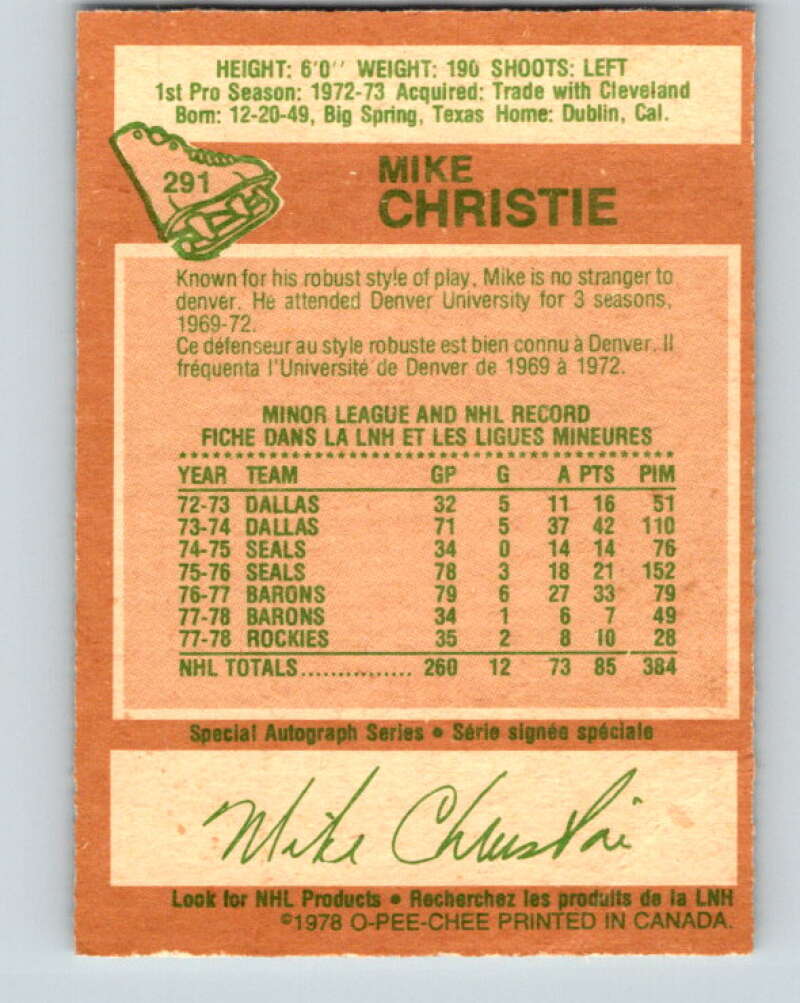 HEIGHT: 6'0'' WEIGHT: 190 SHOOTS: LEFT
1st Pro Season: 1972-73 Acquired: Trade with Cleveland
Born: 12-20-49, Big Spring, Texas Home: Dublin, Cal.
291
MIKE
CHRISTIE
Known for his robust style of play, Mike is no stranger to
denver. He attended Denver University for 3 seasons,
1969-72.
Ce défenseur au style robuste est bien connu à Denver. Il
fréquenta l'Université de Denver de 1969 à 1972.
MINOR LEAGUE AND NHL RECORD
FICHE DANS LA LNH ET LES LIGUES MINEURES
YEAR TEAM GP G A PTS PIM
72-73 DALLAS 32 5 11 16 51
73-74 DALLAS 71 5 37 42 110
74-75 SEALS 34 0 14 14 76
75-76 SEALS 78 3 18 21 152
76-77 BARONS 79 6 27 33 79
77-78 BARONS 34 1 6 7 49
77-78 ROCKIES 35 2 8 10 28
NHL TOTALS............... 260 12 73 85 384
Special Autograph Series • Série signée spéciale
Mike Christie
Look for NHL Products • Recherchez les produits de la LNH
©1978 O-PEE-CHEE PRINTED IN CANADA.